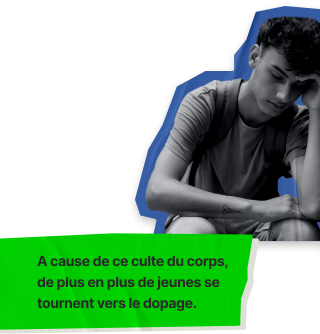 A cause de ce culte du corps,
de plus en plus de jeunes se
tournent vers le dopage.